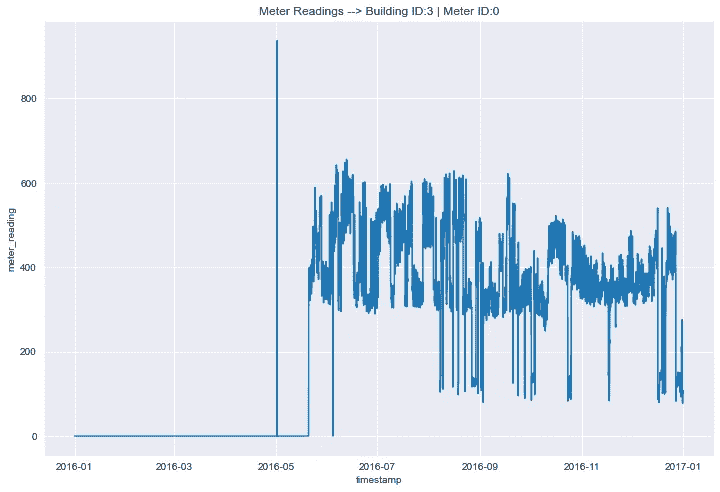 Meter Readings --> Building ID:3 | Meter ID:0
meter_reading
800
600
400
200
0
2016-01 2016-03 2016-05 2016-07 2016-09 2016-11 2017-01
timestamp